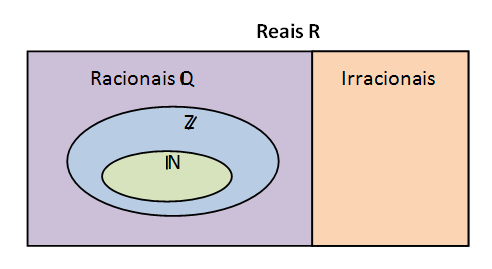 Reais R
Racionais ℚ
Irracionais
ℤ
ℕ